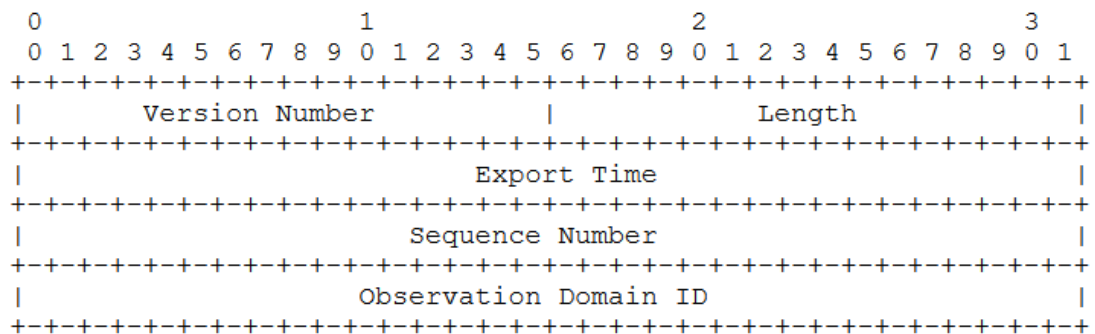 0                   1                   2                   3
0 1 2 3 4 5 6 7 8 9 0 1 2 3 4 5 6 7 8 9 0 1 2 3 4 5 6 7 8 9 0 1
+-+-+-+-+-+-+-+-+-+-+-+-+-+-+-+-+-+-+-+-+-+-+-+-+-+-+-+-+-+-+-+-+
|       Version Number          |            Length             |
+-+-+-+-+-+-+-+-+-+-+-+-+-+-+-+-+-+-+-+-+-+-+-+-+-+-+-+-+-+-+-+-+
|                           Export Time                         |
+-+-+-+-+-+-+-+-+-+-+-+-+-+-+-+-+-+-+-+-+-+-+-+-+-+-+-+-+-+-+-+-+
|                       Sequence Number                         |
+-+-+-+-+-+-+-+-+-+-+-+-+-+-+-+-+-+-+-+-+-+-+-+-+-+-+-+-+-+-+-+-+
|                    Observation Domain ID                      |
+-+-+-+-+-+-+-+-+-+-+-+-+-+-+-+-+-+-+-+-+-+-+-+-+-+-+-+-+-+-+-+-+